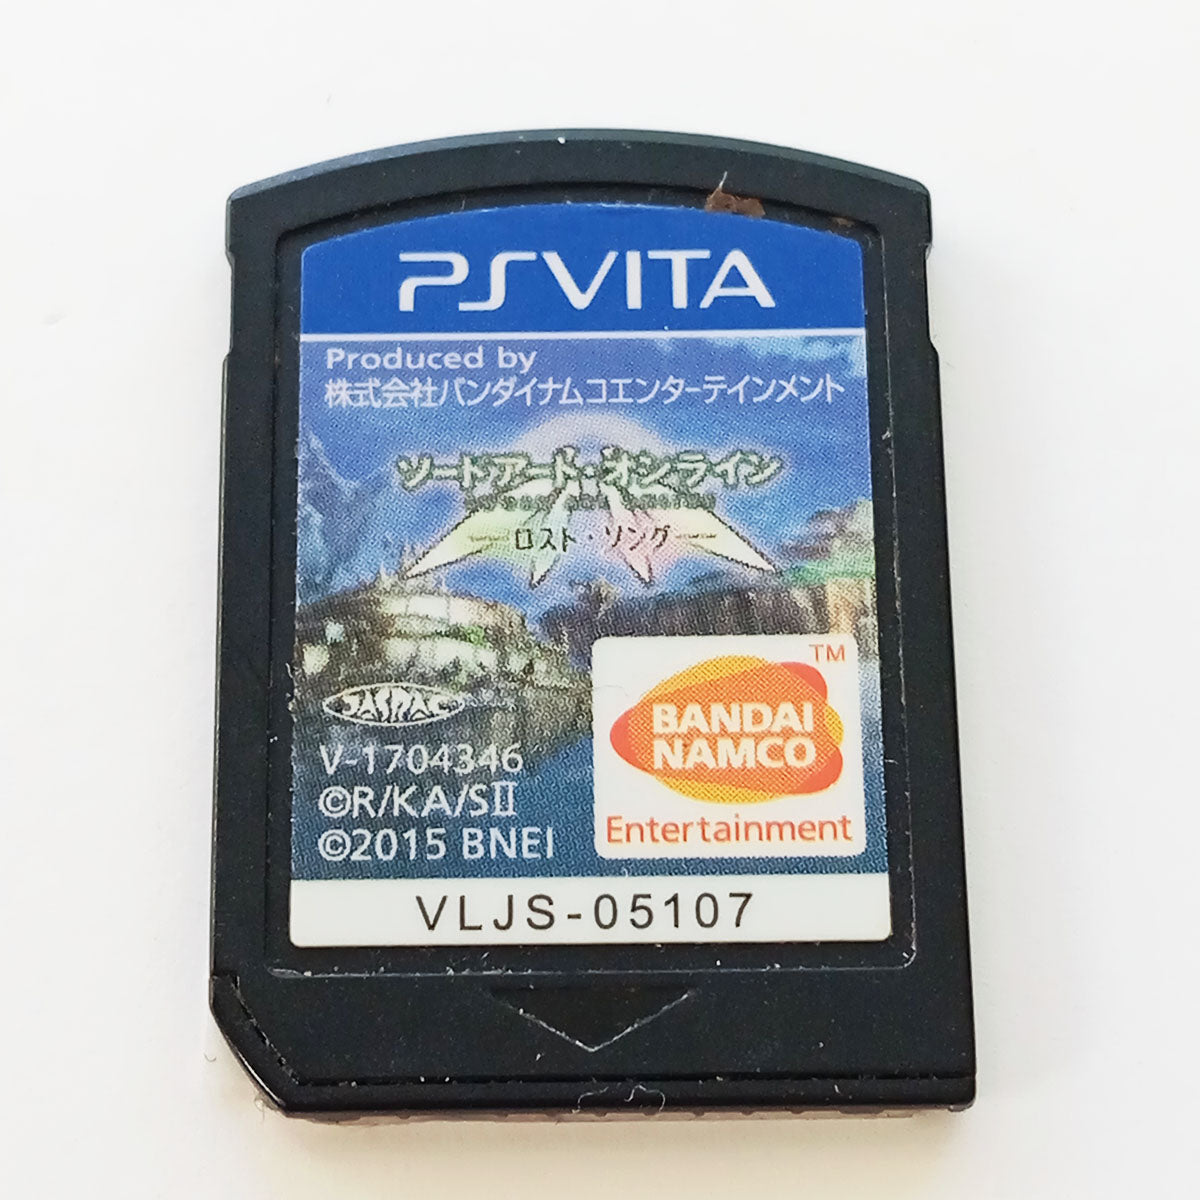 PSVITA
Produced by
株式会社バンダイナムコエンターテインメント
ソードアート・オンライン
ロスト・ソング
JASRAC
V-1704346
©R/KA/SⅡ
©2015 BNEI
TM
BANDAI
NAMCO
Entertainment
VLJS-05107